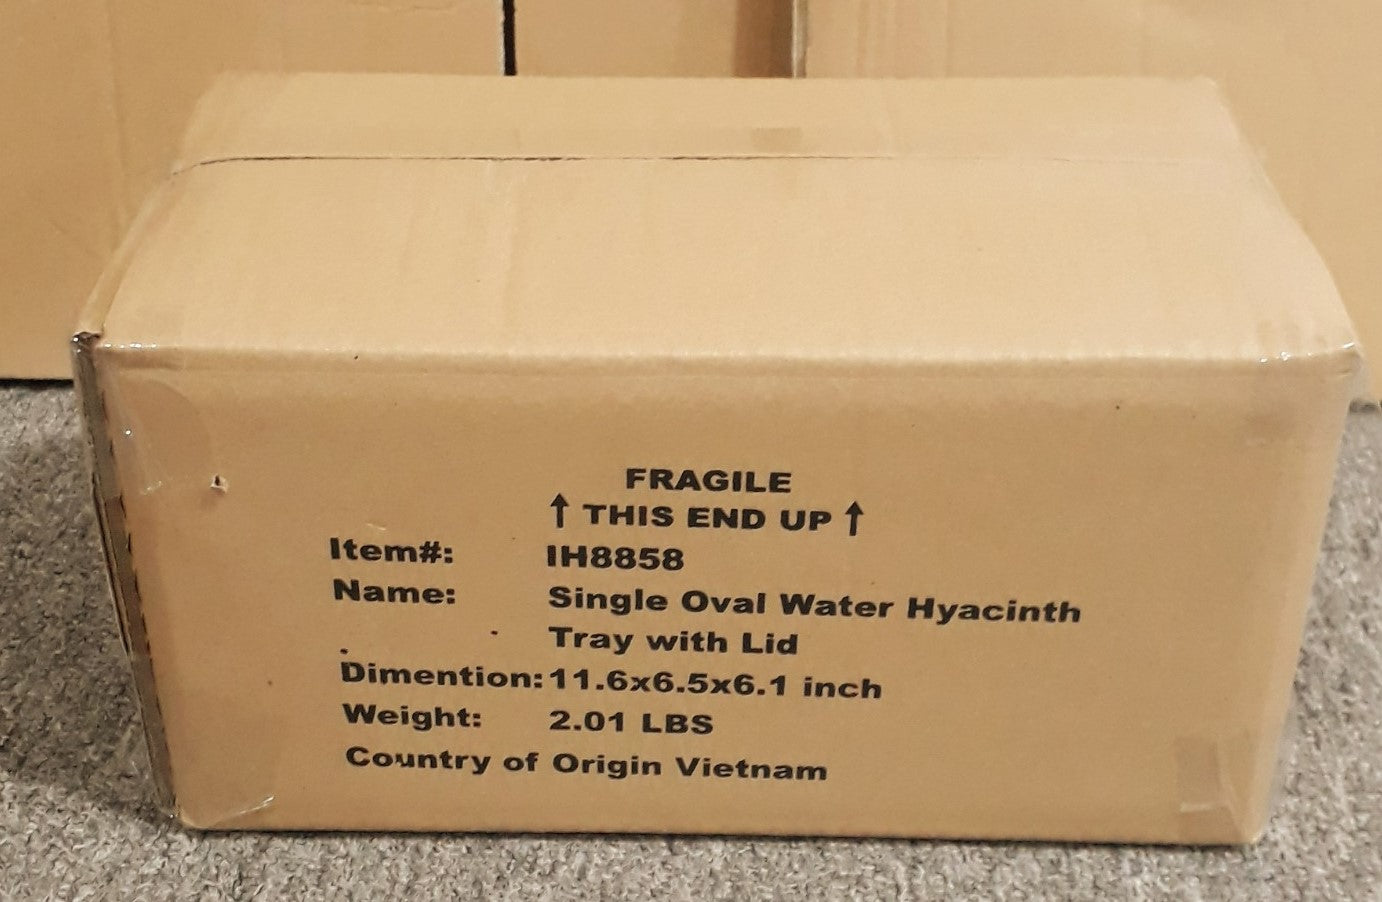 FRAGILE
↑ THIS END UP ↑
Item#: IH8858
Name: Single Oval Water Hyacinth
Tray with Lid
Dimention: 11.6x6.5x6.1 inch
Weight: 2.01 LBS
Country of Origin Vietnam